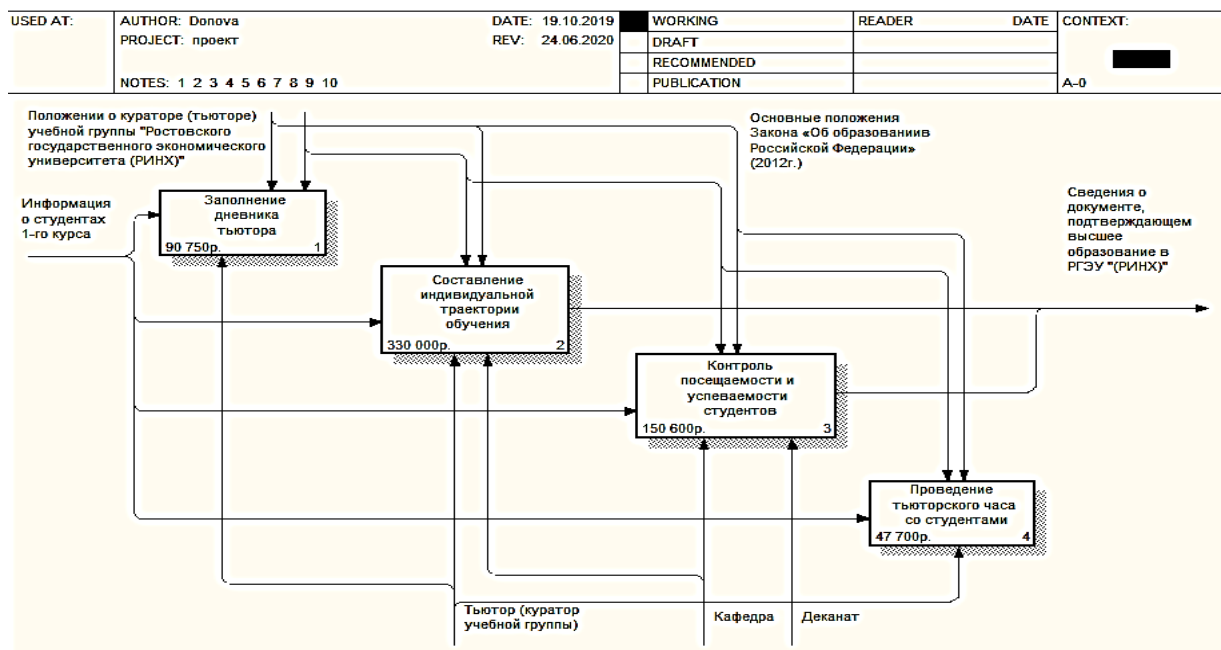 USED AT:
AUTHOR: Donova
DATE: 19.10.2019
PROJECT: проект
REV: 24.06.2020
NOTES: 1 2 3 4 5 6 7 8 9 10
WORKING
DRAFT
RECOMMENDED
PUBLICATION
READER
DATE
CONTEXT:
A-0
Положении о кураторе (тьюторе)
учебной группы "Ростовского
государственного экономического
университета (РИНХ)"
Основные положения
Закона «Об образованиив
Российской Федерации»
(2012г.)
Информация
о студентах
1-го курса
Заполнение
дневника
тьютора
90 750р. 1
Сведения о
документе,
подтверждающем
высшее
образование в
РГЭУ "(РИНХ)"
Составление
индивидуальной
траектории
обучения
330 000р. 2
Контроль
посещаемости и
успеваемости
студентов
150 600р. 3
Проведение
тьюторского часа
со студентами
47 700р. 4
Тьютор (куратор
учебной группы)
Кафедра
Деканат